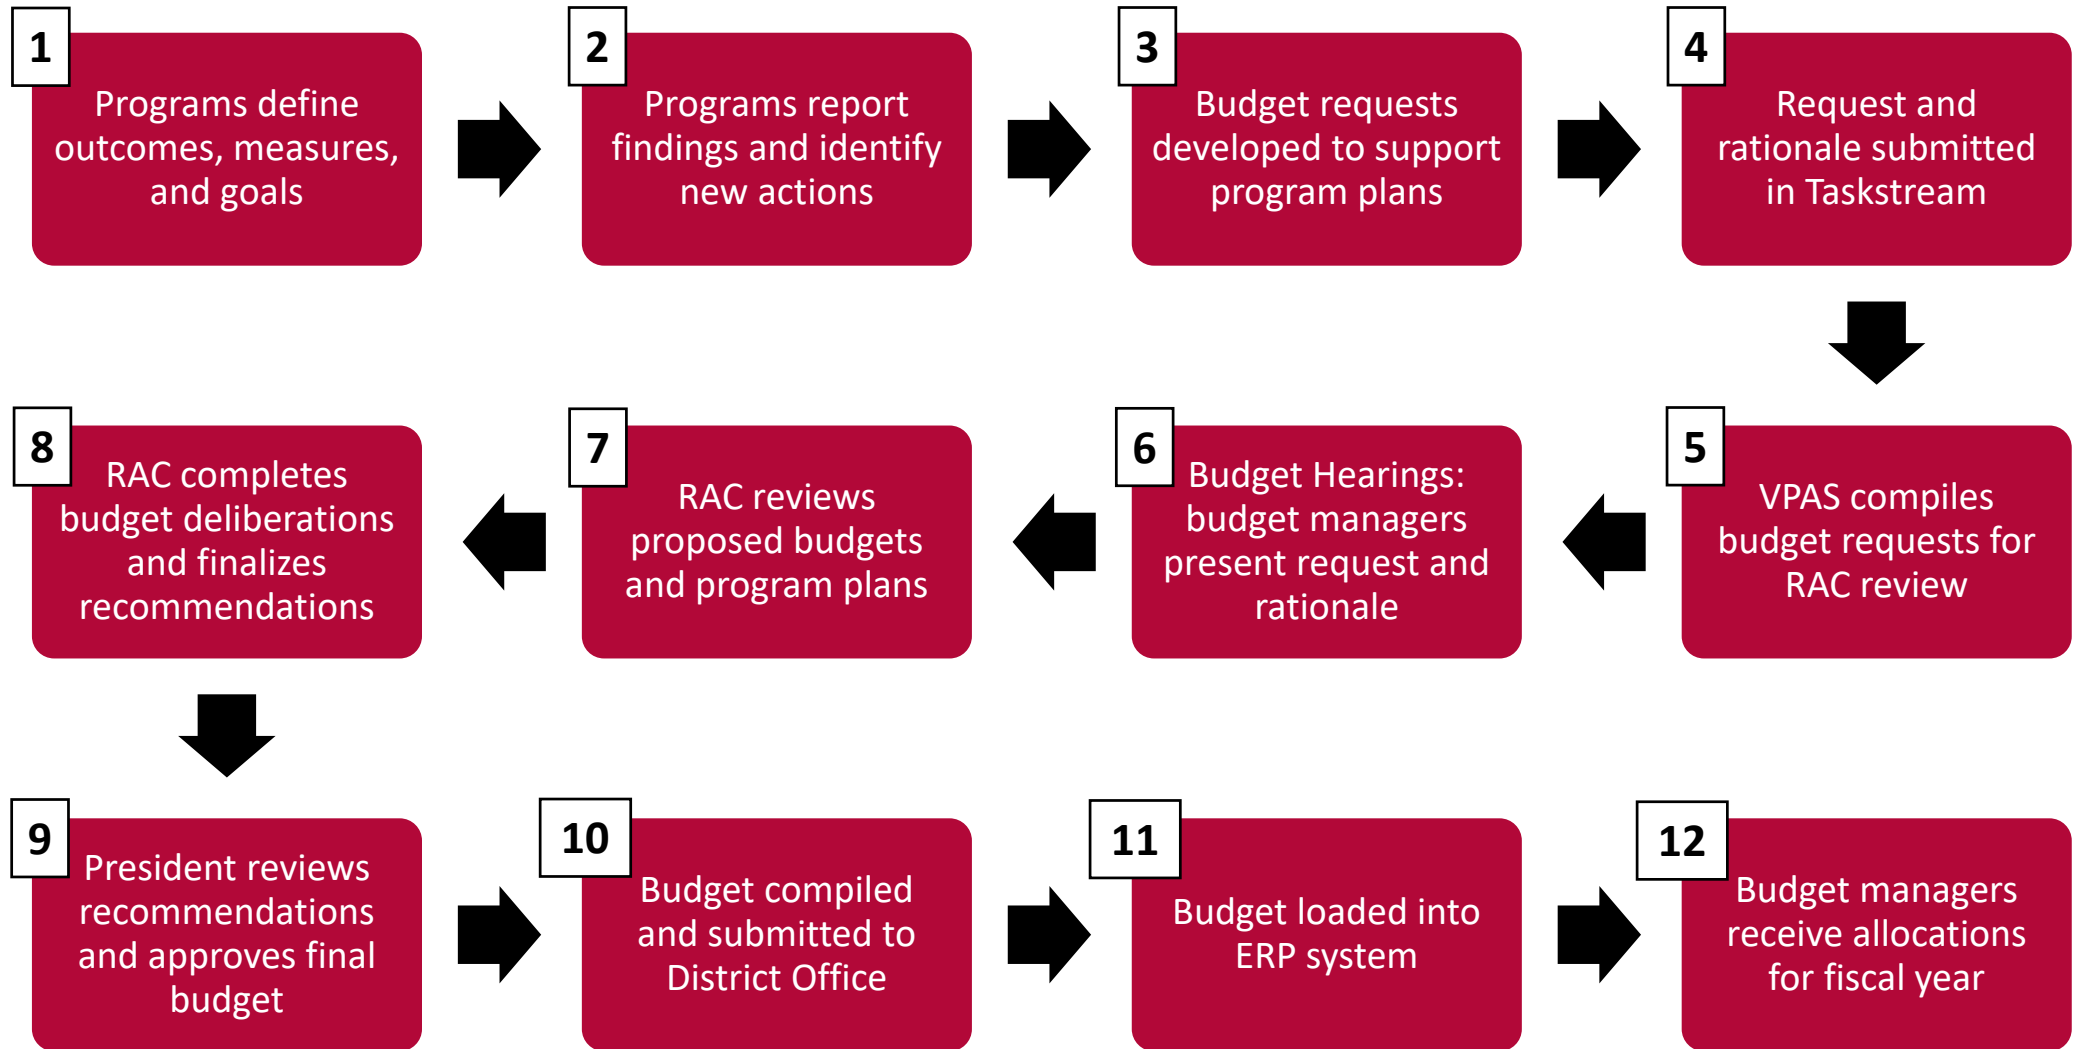 1
Programs define
outcomes, measures,
and goals
2
Programs report
findings and identify
new actions
3
Budget requests
developed to support
program plans
4
Request and
rationale submitted
in Taskstream
5
VPAS compiles
budget requests for
RAC review
6
Budget Hearings:
budget managers
present request and
rationale
7
RAC reviews
proposed budgets
and program plans
8
RAC completes
budget deliberations
and finalizes
recommendations
9
President reviews
recommendations
and approves final
budget
10
Budget compiled
and submitted to
District Office
11
Budget loaded into
ERP system
12
Budget managers
receive allocations
for fiscal year